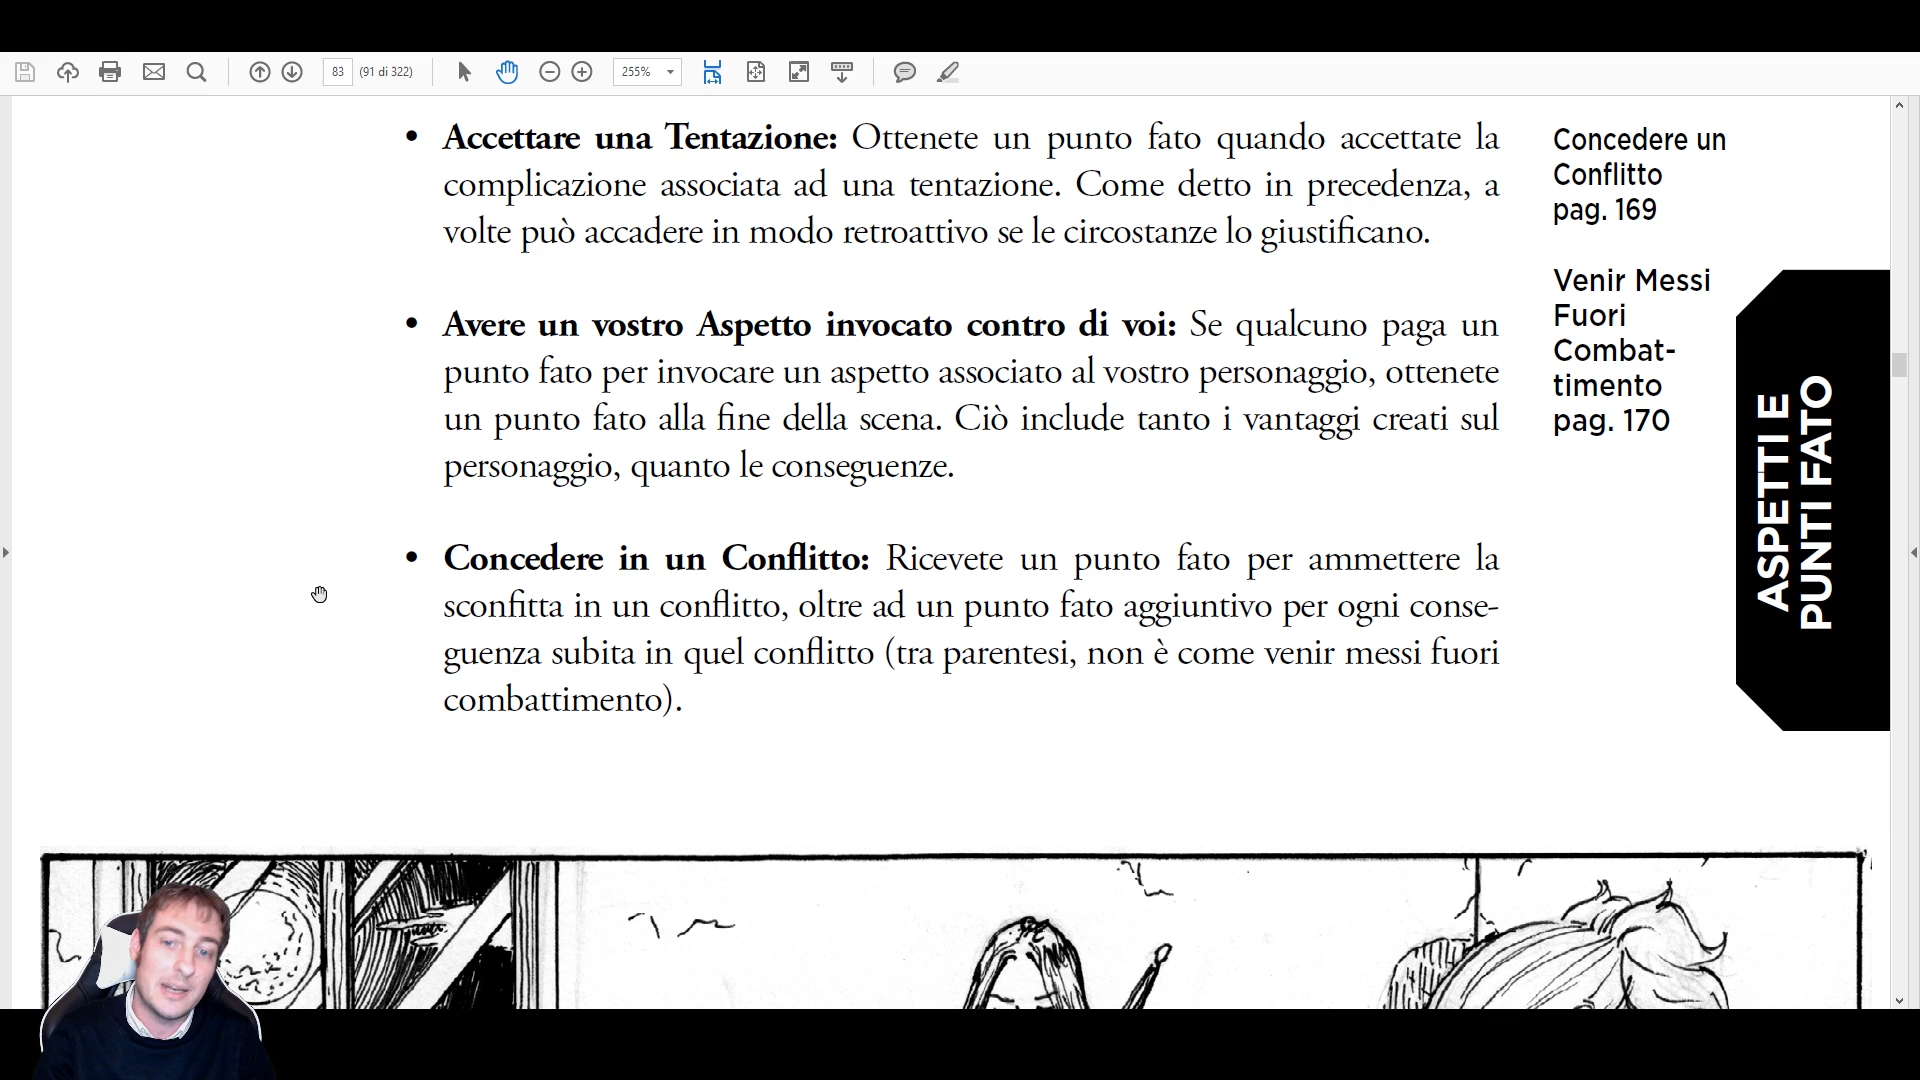 83 (91 di 322) 255%
• Accettare una Tentazione: Ottenete un punto fato quando accettate la
complicazione associata ad una tentazione. Come detto in precedenza, a
volte può accadere in modo retroattivo se le circostanze lo giustificano.
• Avere un vostro Aspetto invocato contro di voi: Se qualcuno paga un
punto fato per invocare un aspetto associato al vostro personaggio, ottenete
un punto fato alla fine della scena. Ciò include tanto i vantaggi creati sul
personaggio, quanto le conseguenze.
• Concedere in un Conflitto: Ricevete un punto fato per ammettere la
sconfitta in un conflitto, oltre ad un punto fato aggiuntivo per ogni conse-
guenza subita in quel conflitto (tra parentesi, non è come venir messi fuori
combattimento).
Concedere un
Conflitto
pag. 169
Venir Messi
Fuori
Combat-
timento
pag. 170
ASPETTI E
PUNTI FATO